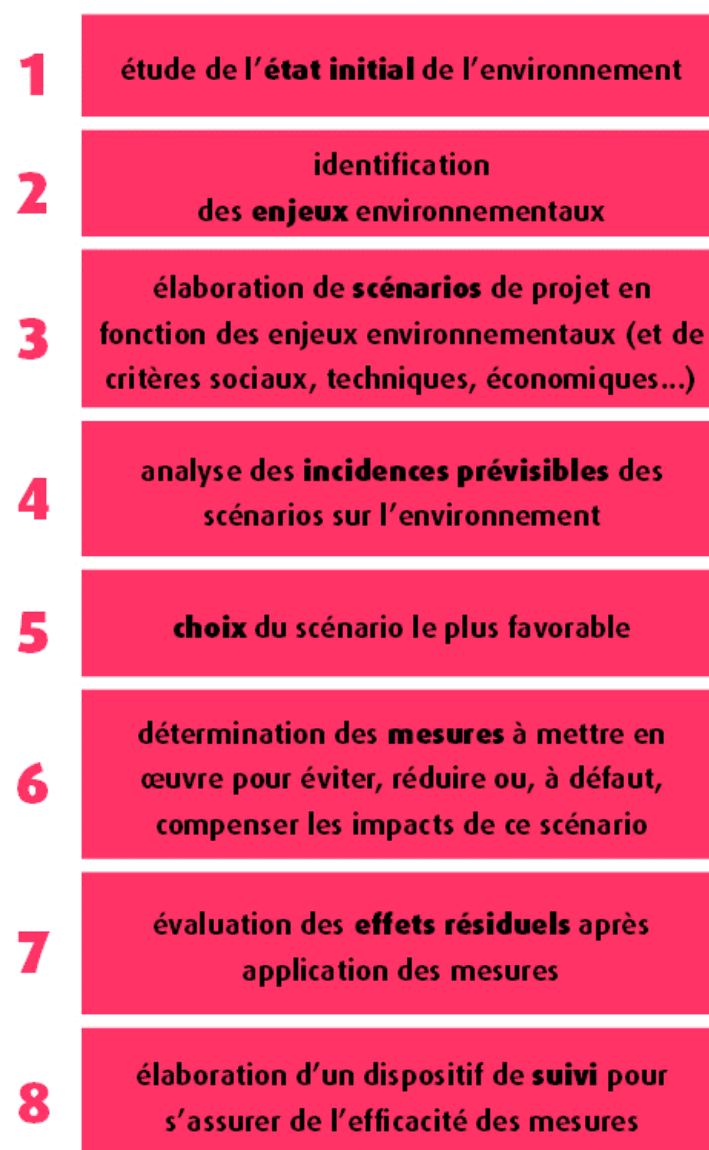 1
étude de l’état initial de l’environnement
2
identification
des enjeux environnementaux
3
élaboration de scénarios de projet en
fonction des enjeux environnementaux (et de
critères sociaux, techniques, économiques...)
4
analyse des incidences prévisibles des
scénarios sur l’environnement
5
choix du scénario le plus favorable
6
détermination des mesures à mettre en
œuvre pour éviter, réduire ou, à défaut,
compenser les impacts de ce scénario
7
évaluation des effets résiduels après
application des mesures
8
élaboration d’un dispositif de suivi pour
s’assurer de l’efficacité des mesures